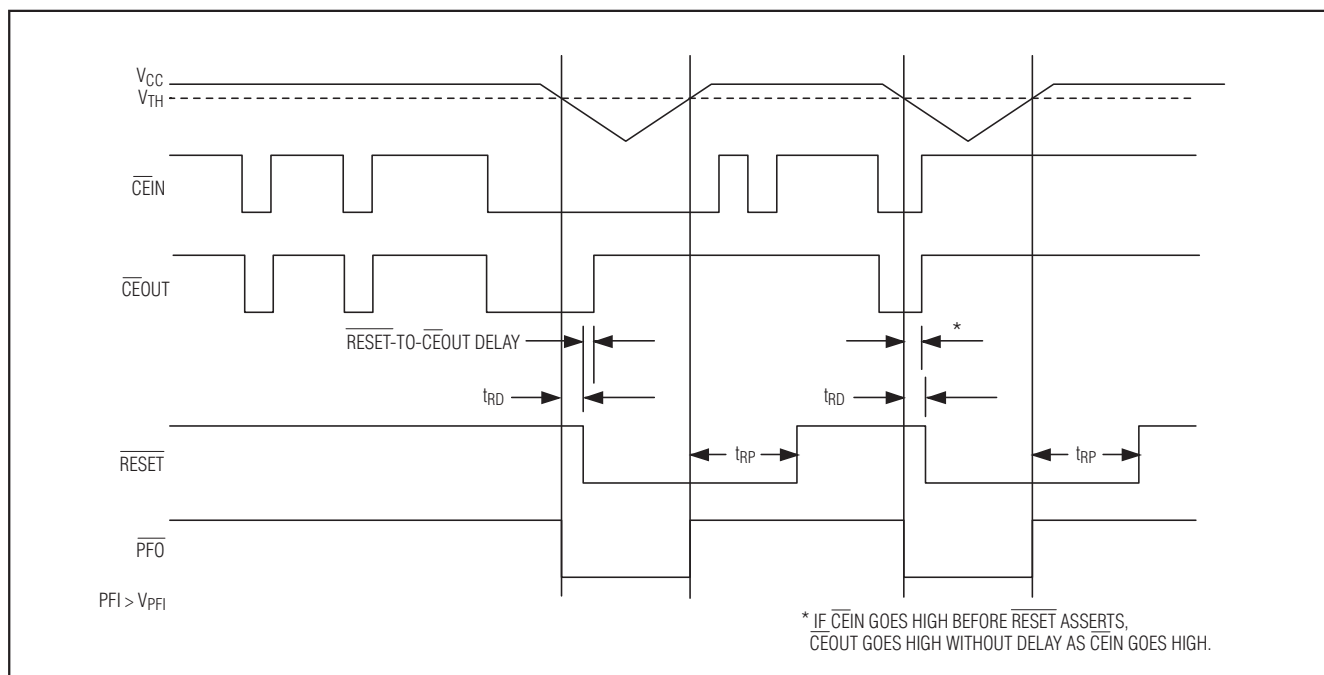 VCC
VTH
CEIN
CEOUT
RESET-TO-CEOUT DELAY
*
tRD
tRD
RESET
tRP
tRP
PFO
PFI > VPFI
* IF CEIN GOES HIGH BEFORE RESET ASSERTS,
CEOUT GOES HIGH WITHOUT DELAY AS CEIN GOES HIGH.